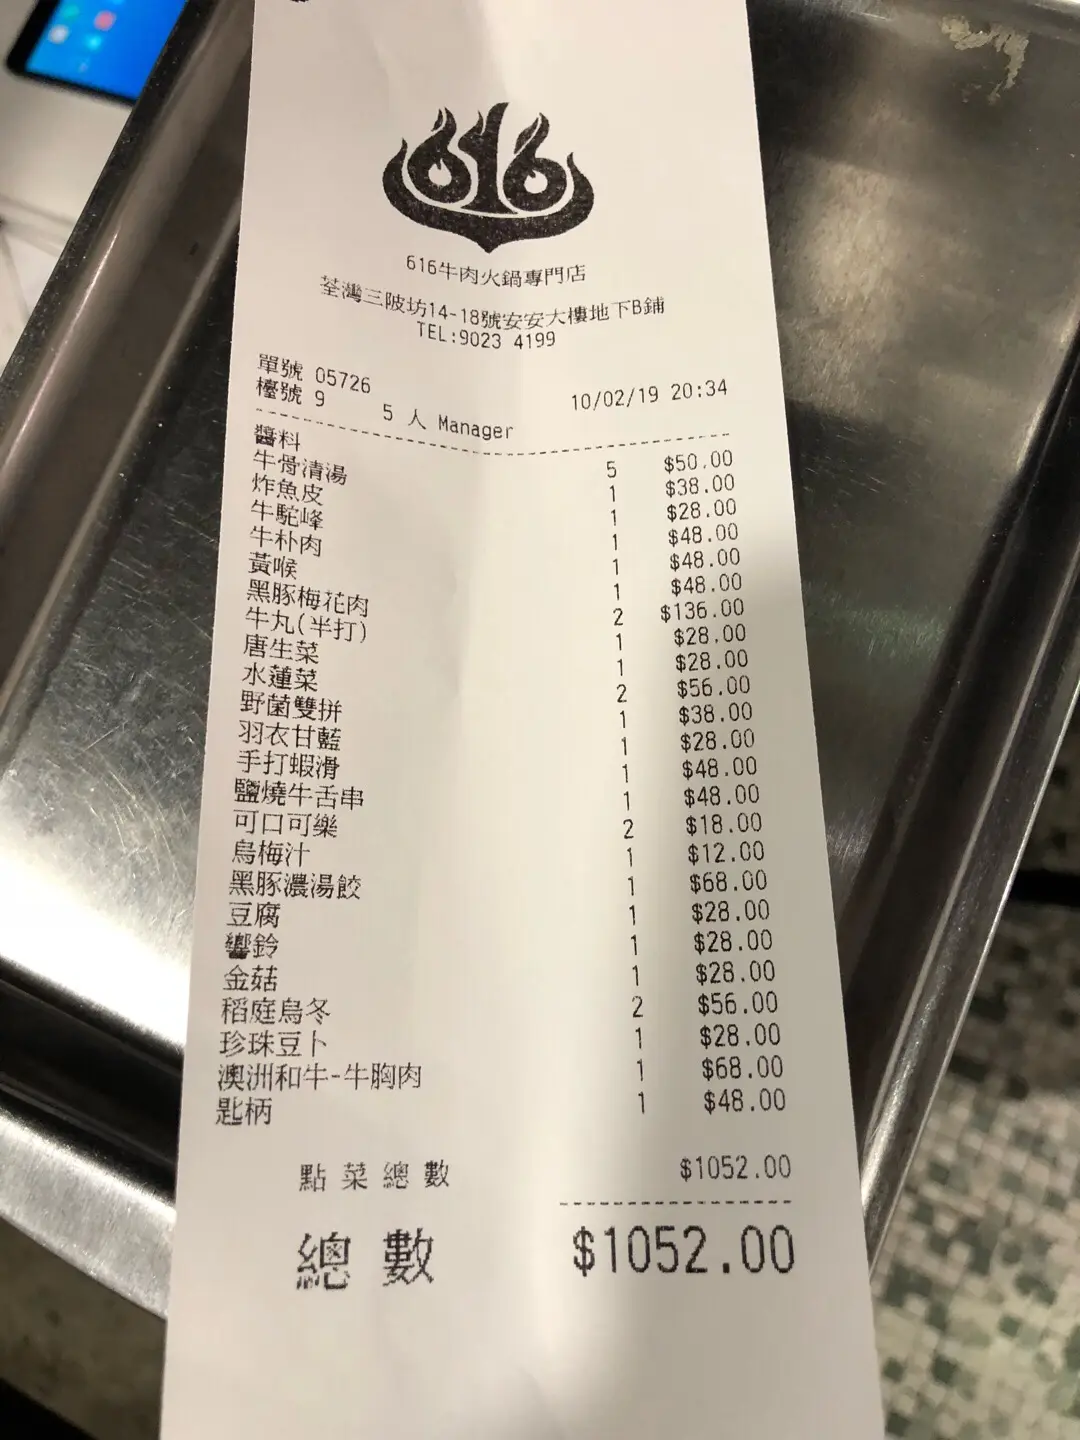 616
616牛肉火鍋專門店
荃灣三陂坊14-18號安安大樓地下B鋪
TEL:9023 4199
單號 05726 10/02/19 20:34
檯號 9 5 人 Manager
醬料 5 $50.00
牛骨清湯 1 $38.00
炸魚皮 1 $28.00
牛駝峰 1 $48.00
牛朴肉 1 $48.00
黃喉 1 $48.00
黑豚梅花肉 2 $136.00
牛丸(半打) 1 $28.00
唐生菜 1 $28.00
水蓮菜 2 $56.00
野菌雙拼 1 $38.00
羽衣甘藍 1 $28.00
手打蝦滑 1 $48.00
鹽燒牛舌串 1 $48.00
可口可樂 2 $18.00
烏梅汁 1 $12.00
黑豚濃湯餃 1 $68.00
豆腐 1 $28.00
響鈴 1 $28.00
金菇 1 $28.00
稻庭烏冬 2 $56.00
珍珠豆卜 1 $28.00
澳洲和牛-牛胸肉 1 $68.00
匙柄 1 $48.00
點菜總數 $1052.00
總數 $1052.00